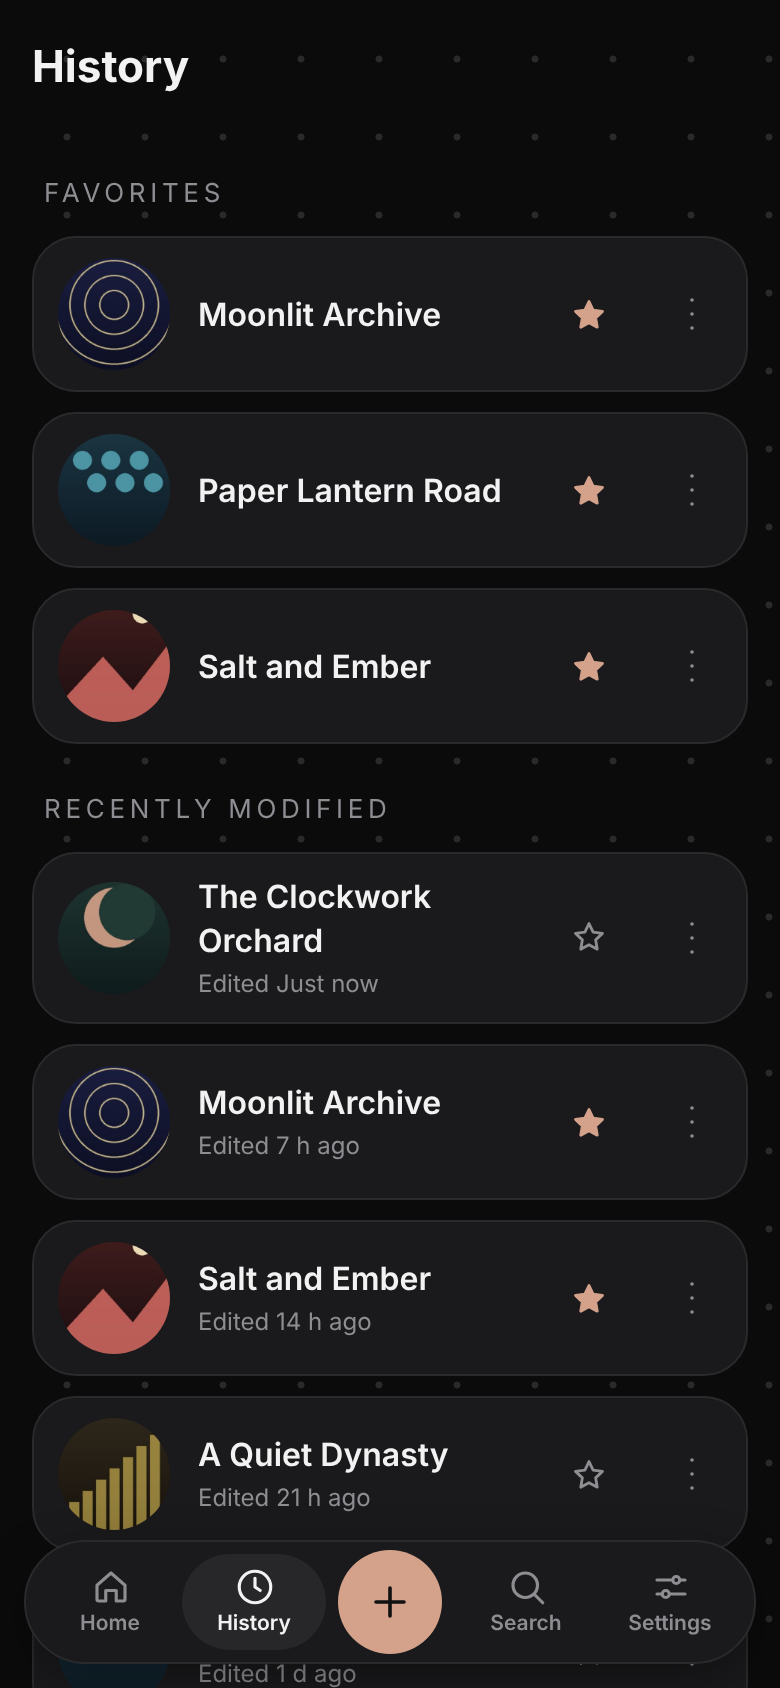 History
FAVORITES
Moonlit Archive
Paper Lantern Road
Salt and Ember
RECENTLY MODIFIED
The Clockwork
Orchard
Edited Just now
Moonlit Archive
Edited 7 h ago
Salt and Ember
Edited 14 h ago
A Quiet Dynasty
Edited 21 h ago
Home
History
Search
Settings
Edited 1 d ago